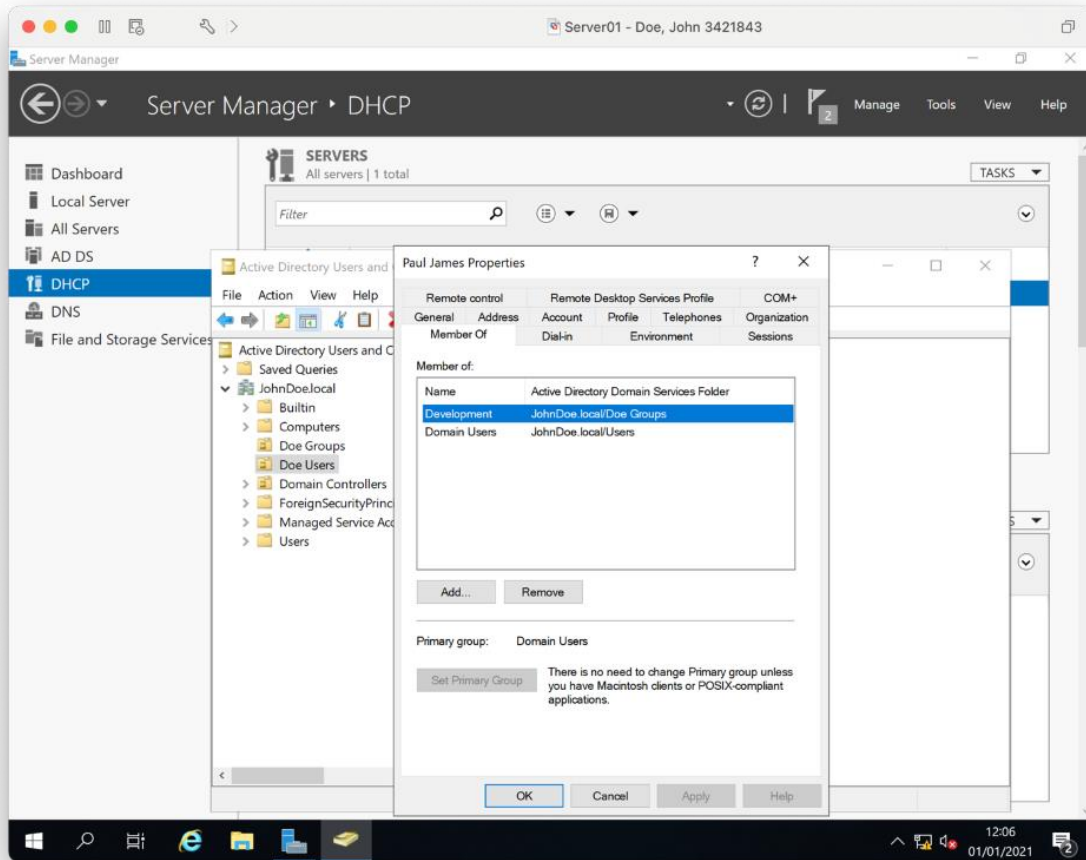 Server01 - Doe, John 3421843
Server Manager
Server Manager • DHCP
2
Manage Tools View Help
Dashboard
Local Server
All Servers
AD DS
DHCP
DNS
File and Storage Services
SERVERS
All servers | 1 total
TASKS
Filter
Active Directory Users and
File Action View Help
Active Directory Users and C
Saved Queries
JohnDoe.local
Builtin
Computers
Doe Groups
Doe Users
Domain Controllers
ForeignSecurityPrinc
Managed Service Acc
Users
Paul James Properties
?
Remote control Remote Desktop Services Profile COM+
General Address Account Profile Telephones Organization
Member Of Dial-in Environment Sessions
Member of:
Name Active Directory Domain Services Folder
Development JohnDoe.local/Doe Groups
Domain Users JohnDoe.local/Users
Add... Remove
Primary group: Domain Users
Set Primary Group
There is no need to change Primary group unless
you have Macintosh clients or POSIX-compliant
applications.
OK Cancel Apply Help
S
12:06
01/01/2021
2